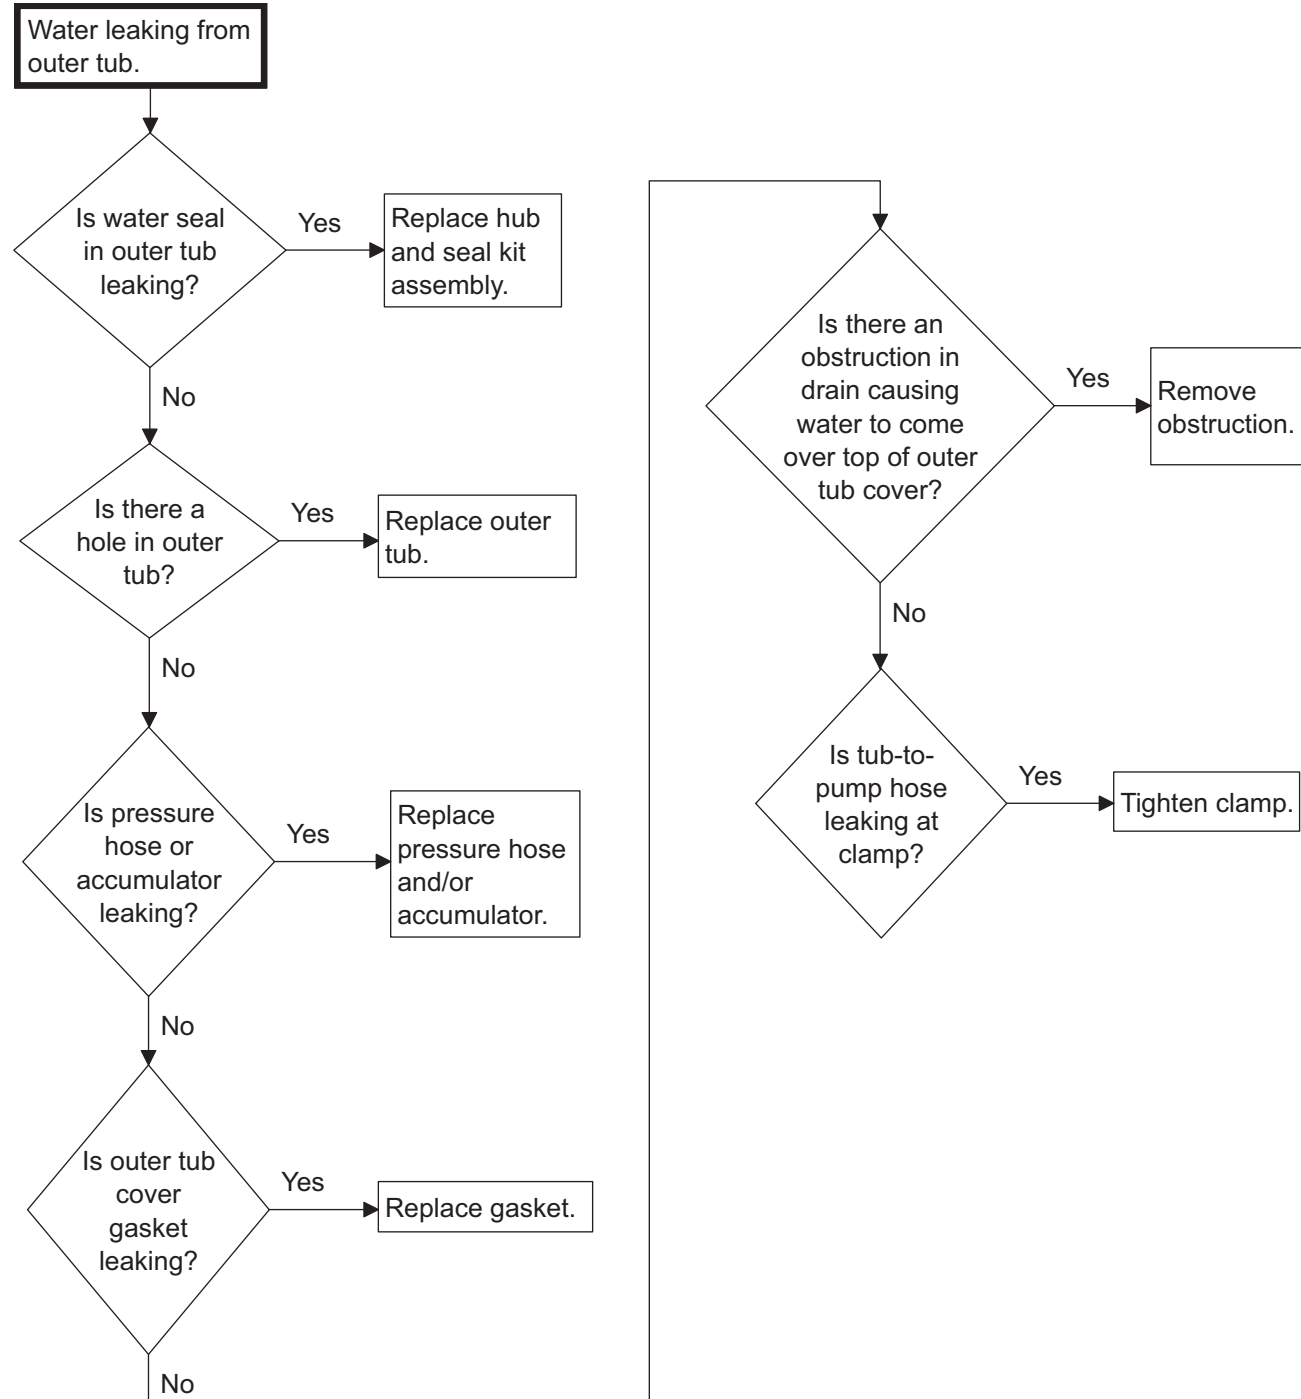 Water leaking from
outer tub.
Is water seal
in outer tub
leaking?
Yes
Replace hub
and seal kit
assembly.
No
Is there a
hole in outer
tub?
Yes
Replace outer
tub.
No
Is pressure
hose or
accumulator
leaking?
Yes
Replace
pressure hose
and/or
accumulator.
No
Is outer tub
cover
gasket
leaking?
Yes
Replace gasket.
No
Is there an
obstruction in
drain causing
water to come
over top of outer
tub cover?
Yes
Remove
obstruction.
No
Is tub-to-
pump hose
leaking at
clamp?
Yes
Tighten clamp.